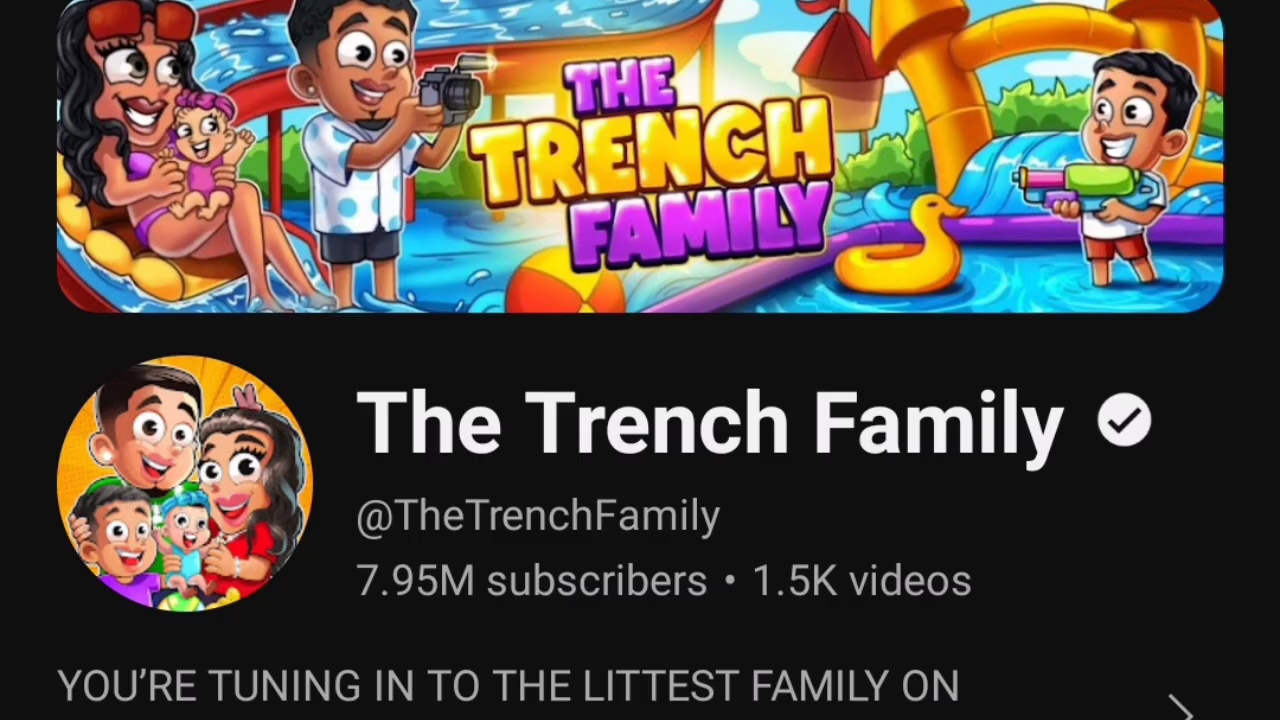 THE
TRENCH
FAMILY
The Trench Family
@TheTrenchFamily
7.95M subscribers • 1.5K videos
YOU’RE TUNING IN TO THE LITTEST FAMILY ON